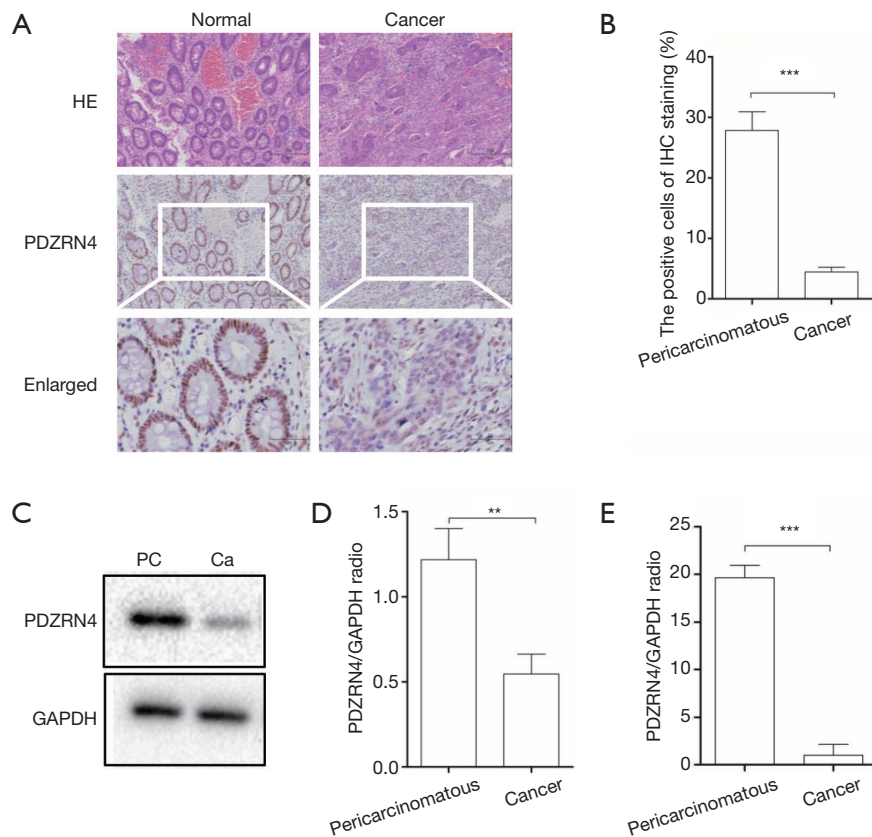 A
Normal
Cancer
HE
PDZRN4
Enlarged
B
The positive cells of IHC staining (%)
40
30
20
10
0
***
Pericarcinomatous
Cancer
C
PC
Ca
PDZRN4
GAPDH
D
PDZRN4/GAPDH radio
1.5
1.0
0.5
0.0
**
Pericarcinomatous
Cancer
E
PDZRN4/GAPDH radio
25
20
15
10
5
0
***
Pericarcinomatous
Cancer